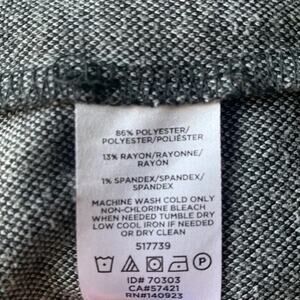 86% POLYESTER/
POLYESTER/POLIÉSTER
13% RAYON/RAYONNE/
RAYÓN
1% SPANDEX/SPANDEX/
SPANDEX
MACHINE WASH COLD ONLY
NON-CHLORINE BLEACH
WHEN NEEDED TUMBLE DRY
LOW COOL IRON IF NEEDED
OR DRY CLEAN
517739
ID# 70303
CA#57421
RN#140923